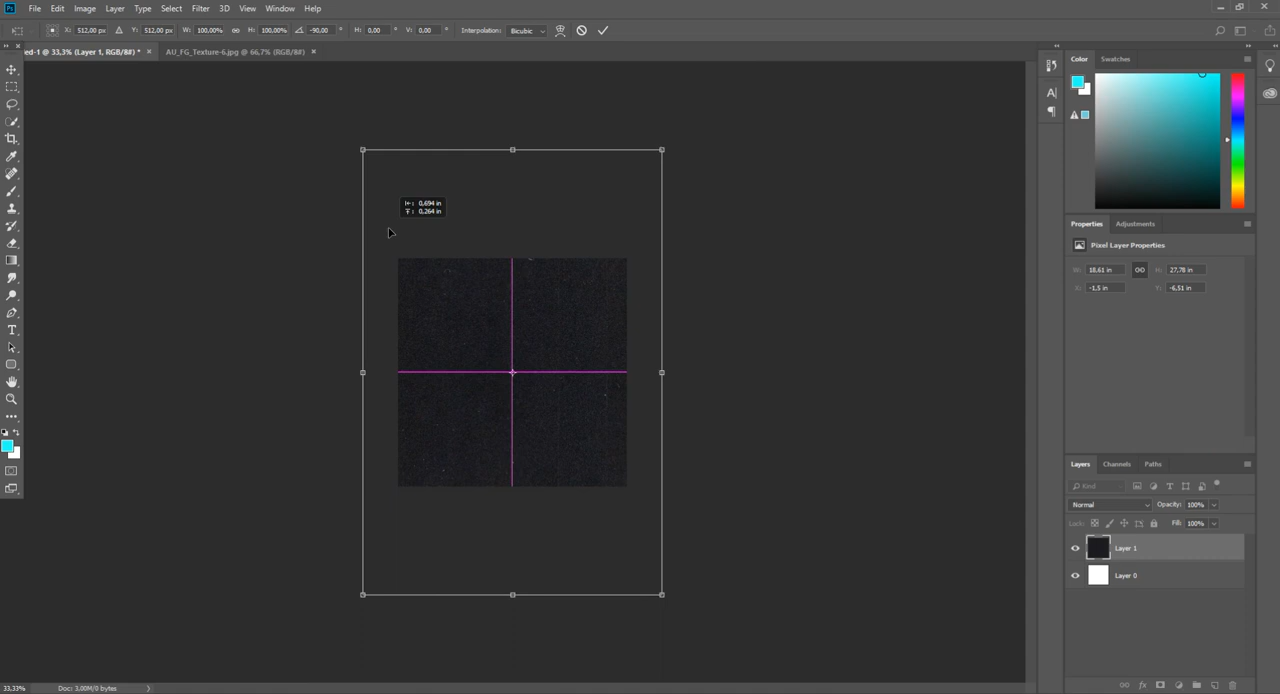 Ps File Edit Image Layer Type Select Filter 3D View Window Help
X: 512,00 px Y: 512,00 px W: 100,00% H: 100,00% -90,00 ° H: 0,00 ° V: 0,00 ° Interpolation: Bicubic
ed-1 @ 33,3% (Layer 1, RGB/8#) * × AU_FG_Texture-6.jpg @ 66,7% (RGB/8#) ×
Color Swatches
0,694 in
0,264 in
Properties Adjustments
Pixel Layer Properties
W: 18,61 in H: 27,78 in
X: -1,5 in Y: -6,51 in
Layers Channels Paths
Kind
Normal Opacity: 100%
Lock: Fill: 100%
Layer 1
Layer 0
33,33% Doc: 3,00M/0 bytes